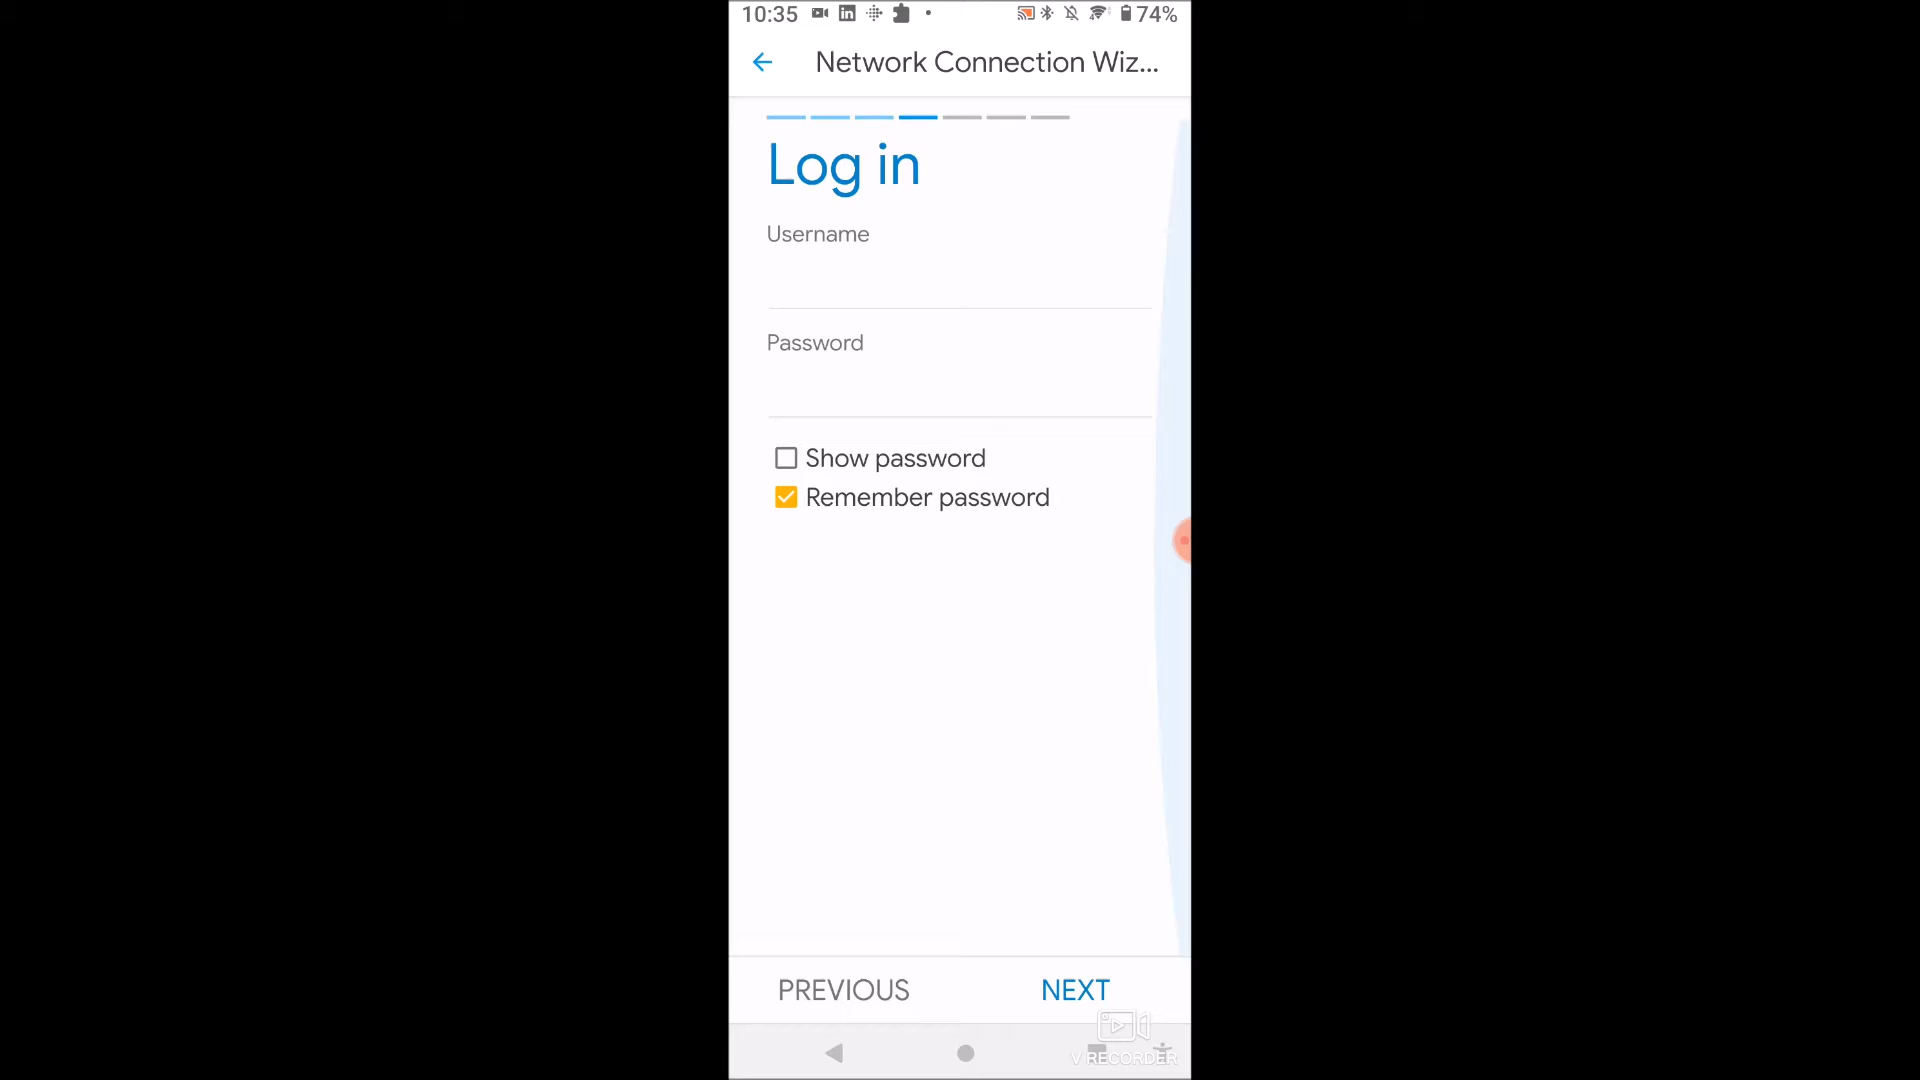 10:35 74%
Network Connection Wiz...
Log in
Username
Password
Show password
Remember password
PREVIOUS NEXT
V RECORDER